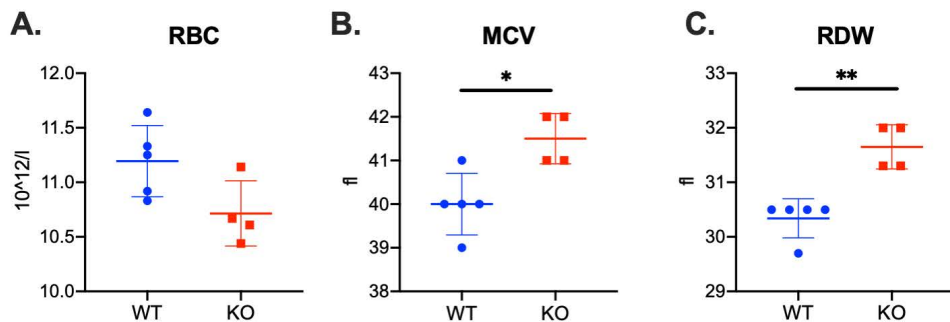 A.
RBC
10^12/l
12.0
11.5
11.0
10.5
10.0
WT
KO
B.
MCV
*
fl
43
42
41
40
39
38
WT
KO
C.
RDW
**
fl
33
32
31
30
29
WT
KO